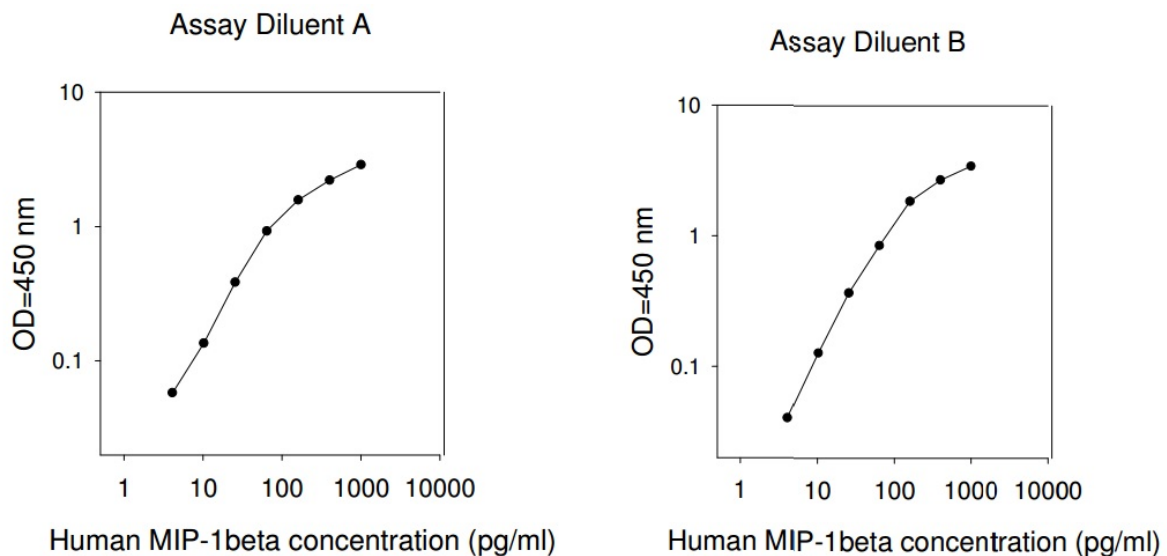 Assay Diluent A
10
1
0.1
OD=450 nm
1 10 100 1000 10000
Human MIP-1beta concentration (pg/ml)
Assay Diluent B
10
1
0.1
OD=450 nm
1 10 100 1000 10000
Human MIP-1beta concentration (pg/ml)